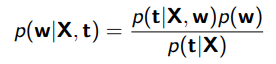 p(w|X, t) = p(t|X, w)p(w) / p(t|X)